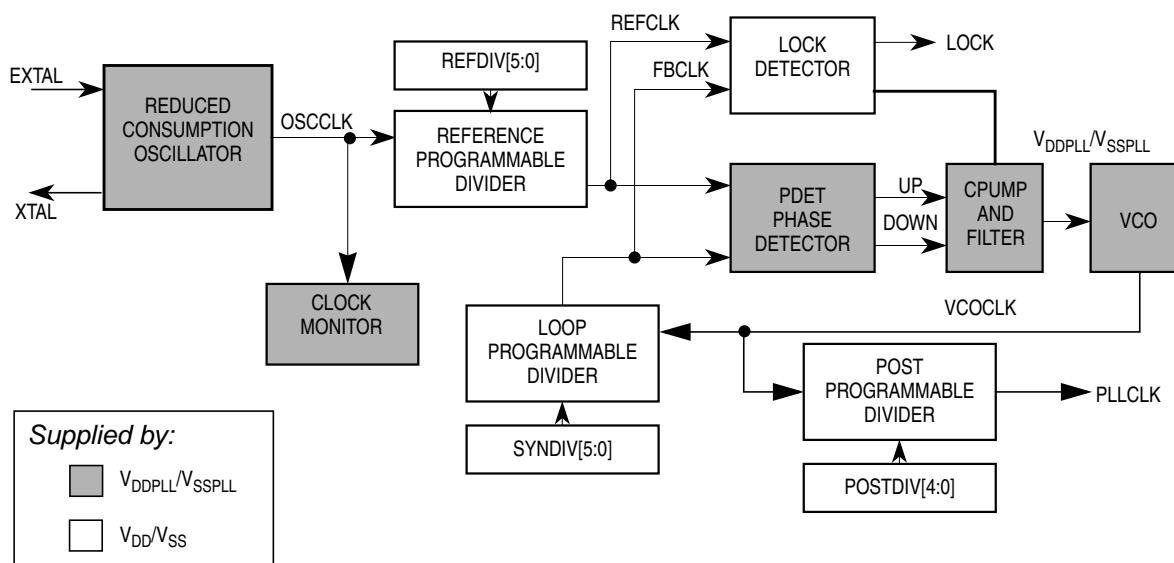 EXTAL
XTAL
REDUCED
CONSUMPTION
OSCILLATOR
OSCCLK
CLOCK
MONITOR
REFDIV[5:0]
REFERENCE
PROGRAMMABLE
DIVIDER
REFCLK
FBCLK
LOCK
DETECTOR
LOCK
PDET
PHASE
DETECTOR
UP
DOWN
CPUMP
AND
FILTER
VDDPLL/VSSPLL
VCO
VCOCLK
LOOP
PROGRAMMABLE
DIVIDER
SYNDIV[5:0]
POST
PROGRAMMABLE
DIVIDER
PLLCLK
POSTDIV[4:0]
Supplied by:
VDDPLL/VSSPLL
VDD/VSS